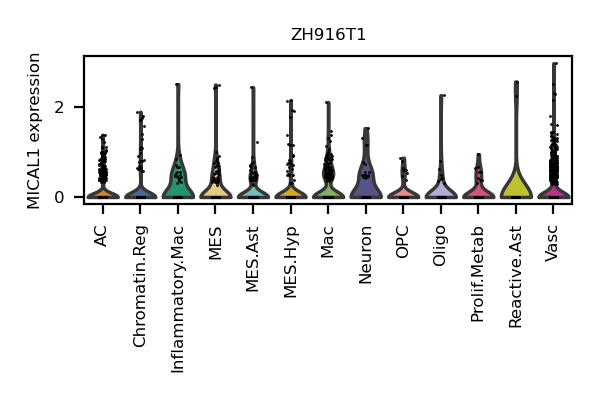 ZH916T1
MICAL1 expression
2
0
AC
Chromatin.Reg
Inflammatory.Mac
MES
MES.Ast
MES.Hyp
Mac
Neuron
OPC
Oligo
Prolif.Metab
Reactive.Ast
Vasc